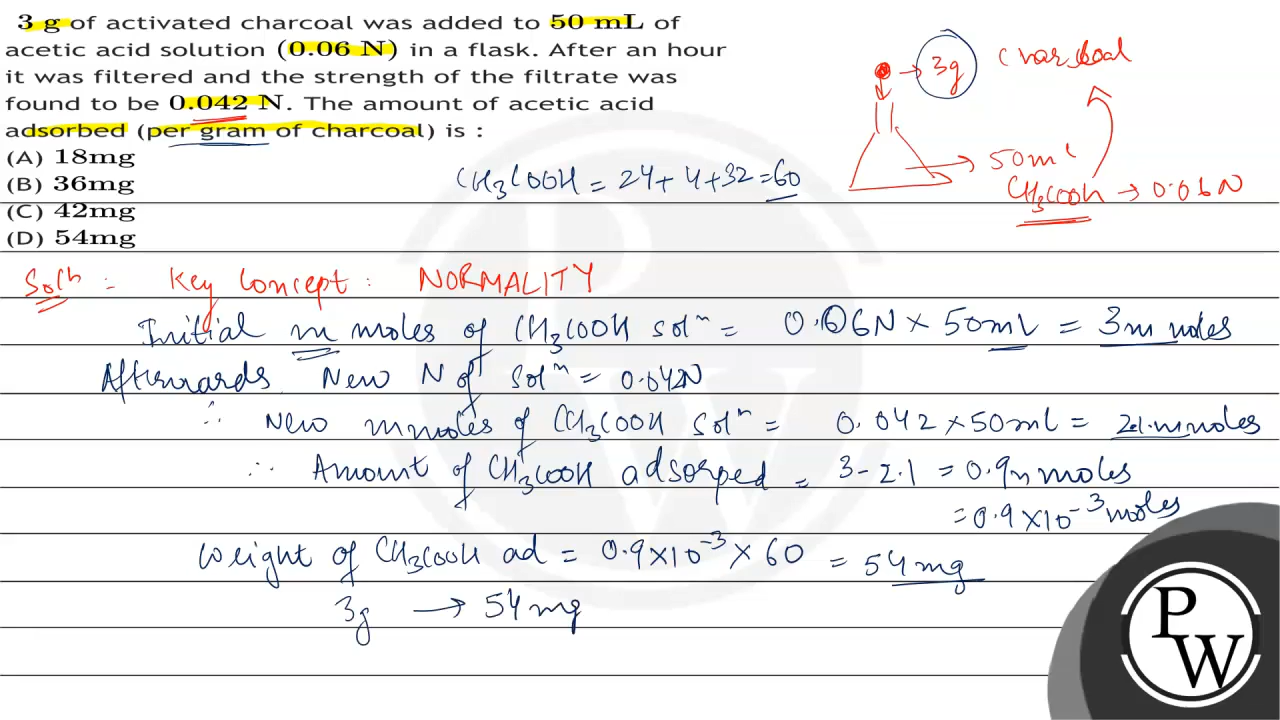 3 g of activated charcoal was added to 50 mL of
acetic acid solution (0.06 N) in a flask. After an hour
it was filtered and the strength of the filtrate was
found to be 0.042 N. The amount of acetic acid
adsorbed (per gram of charcoal) is :
(A) 18mg
(B) 36mg
(C) 42mg
(D) 54mg
CH₃COOH = 24 + 4 + 32 = 60
→ 3g charcoal
→ 50ml
CH₃COOH → 0.06N
Solⁿ = Key Concept : NORMALITY
Initial m moles of CH₃COOH solⁿ = 0.06N × 50mL = 3m moles
Afterwards New N of solⁿ = 0.042N
∴ New mmoles of CH₃COOH solⁿ = 0.042 × 50ml = 2.1 mmoles
∴ Amount of CH₃COOH adsorped = 3 - 2.1 = 0.9m moles
= 0.9 × 10⁻³ moles
Weight of CH₃COOH ad = 0.9 × 10⁻³ × 60 = 54 mg
3g → 54 mg
PW
PW